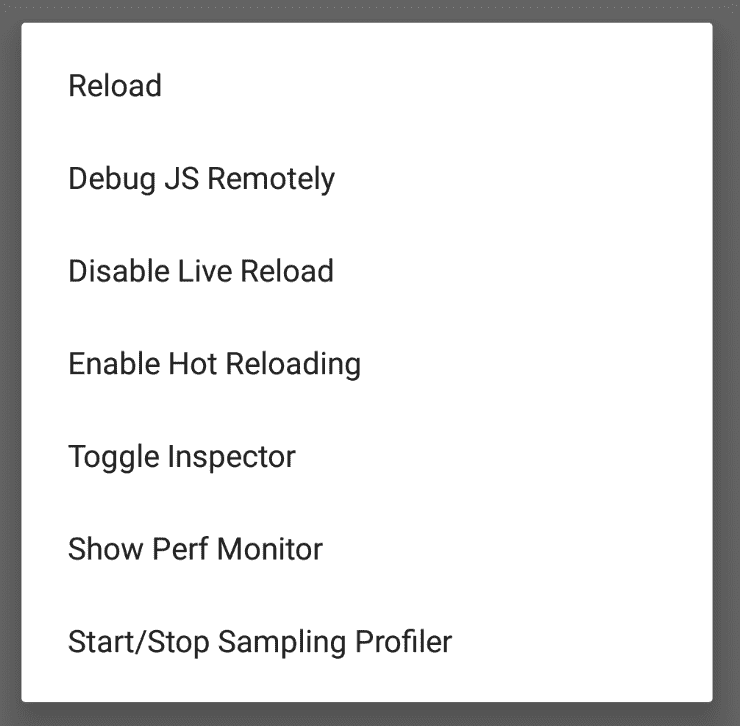 Reload
Debug JS Remotely
Disable Live Reload
Enable Hot Reloading
Toggle Inspector
Show Perf Monitor
Start/Stop Sampling Profiler